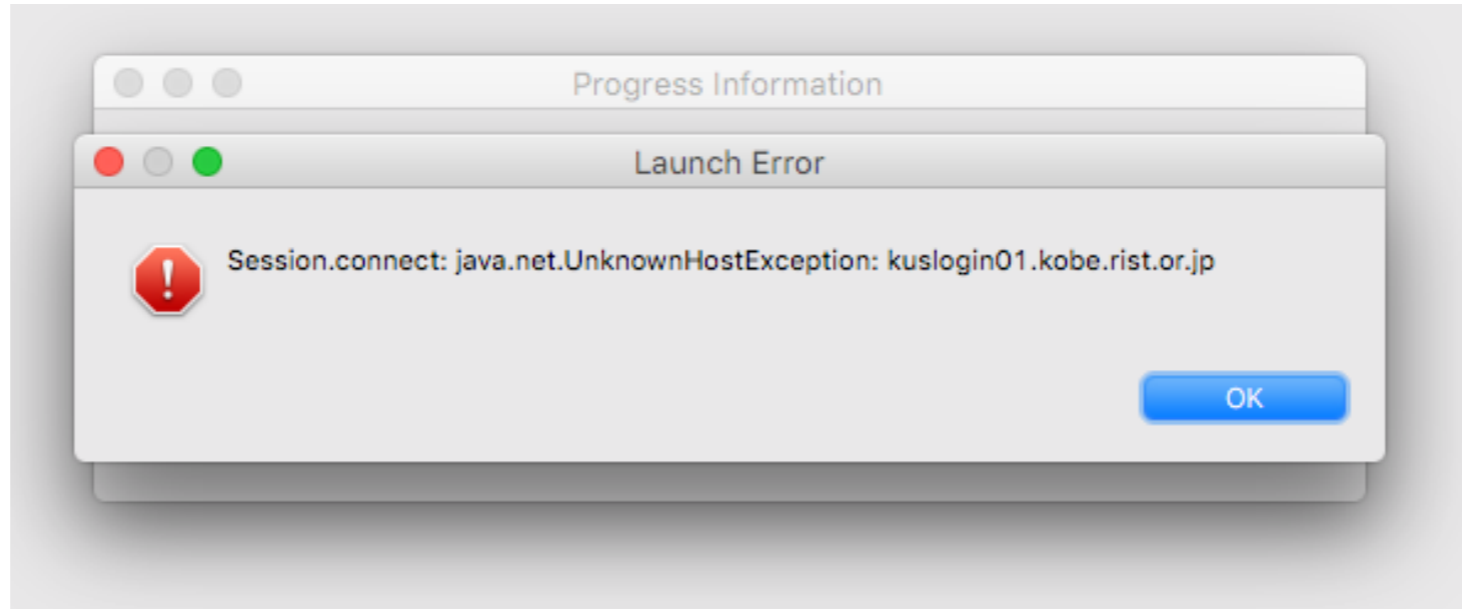 Progress Information
Launch Error
Session.connect: java.net.UnknownHostException: kuslogin01.kobe.rist.or.jp
OK